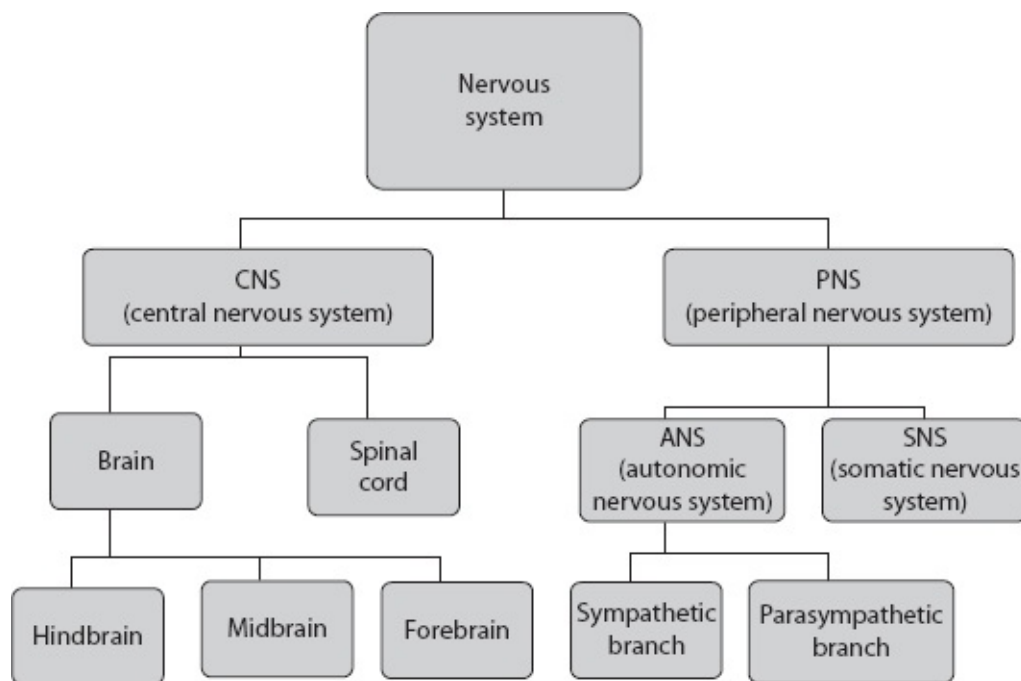 Nervous
system
CNS
(central nervous system)
PNS
(peripheral nervous system)
Brain
Spinal
cord
ANS
(autonomic
nervous system)
SNS
(somatic nervous
system)
Hindbrain
Midbrain
Forebrain
Sympathetic
branch
Parasympathetic
branch